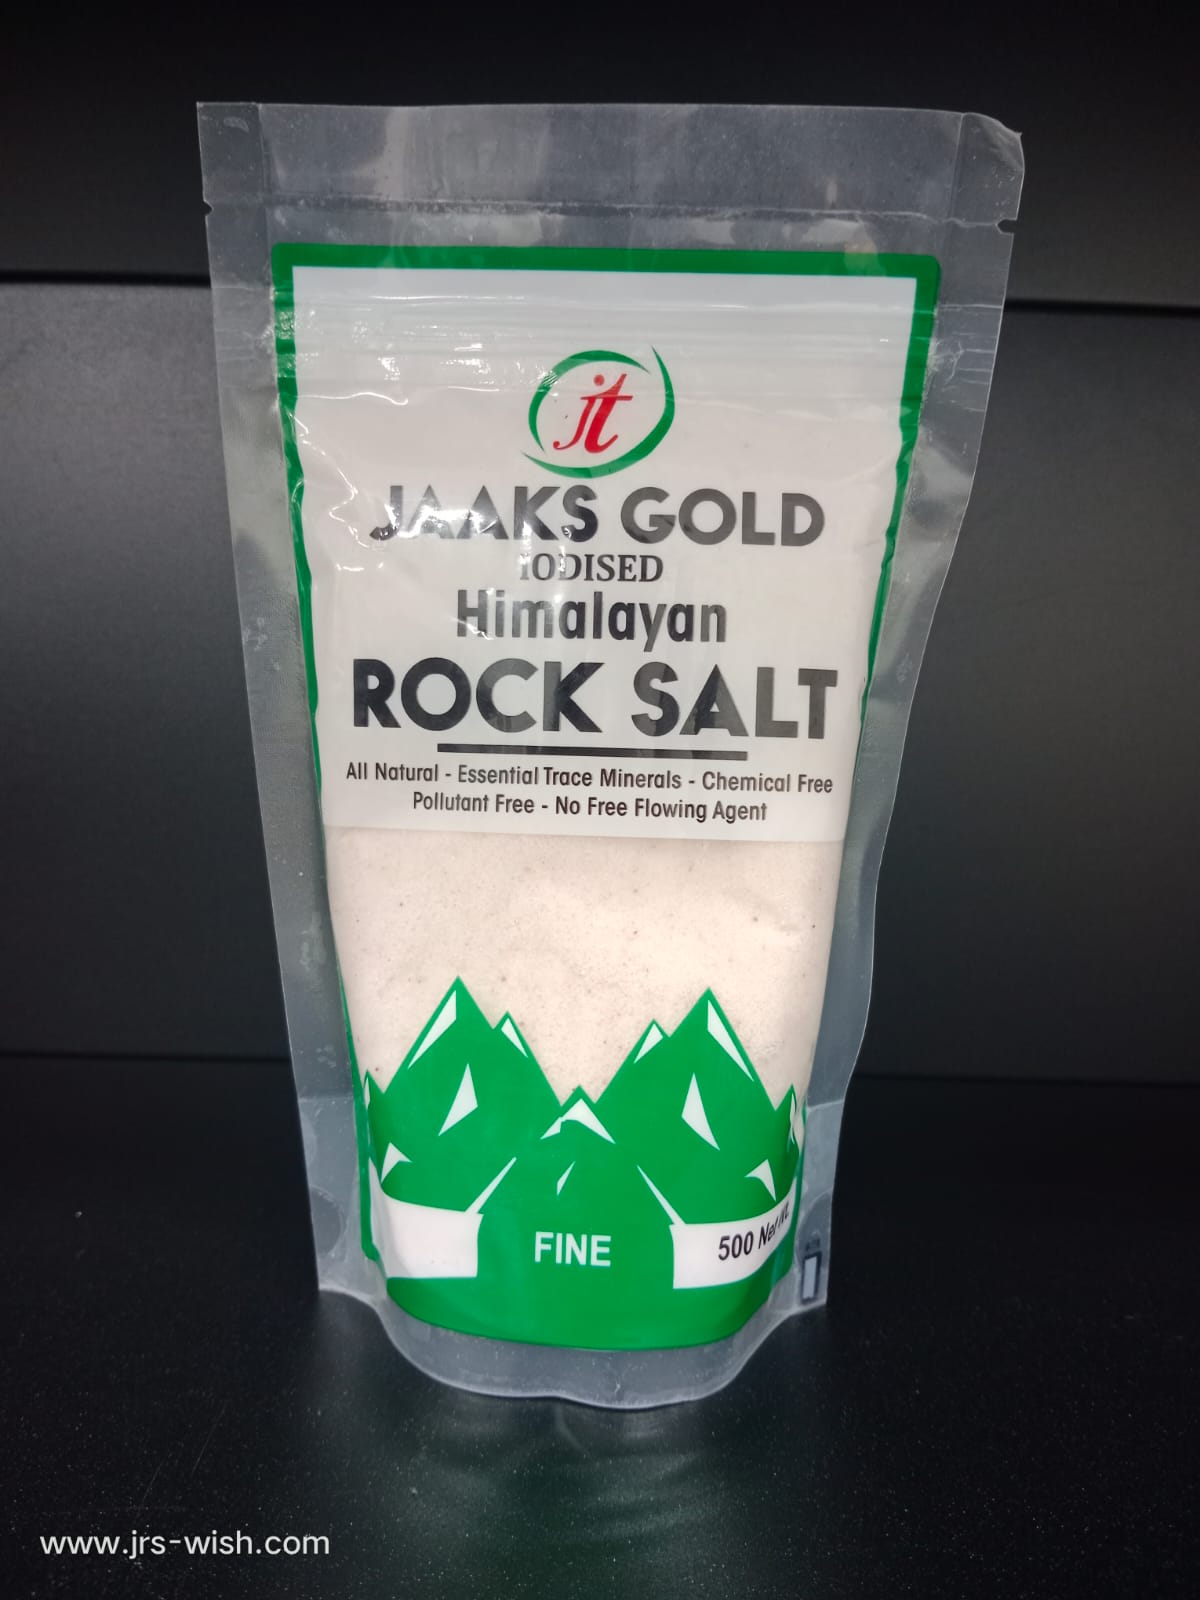 jt
JAAKS GOLD
IODISED
Himalayan
ROCK SALT
All Natural - Essential Trace Minerals - Chemical Free
Pollutant Free - No Free Flowing Agent
FINE
500 Net Wt.
www.jrs-wish.com